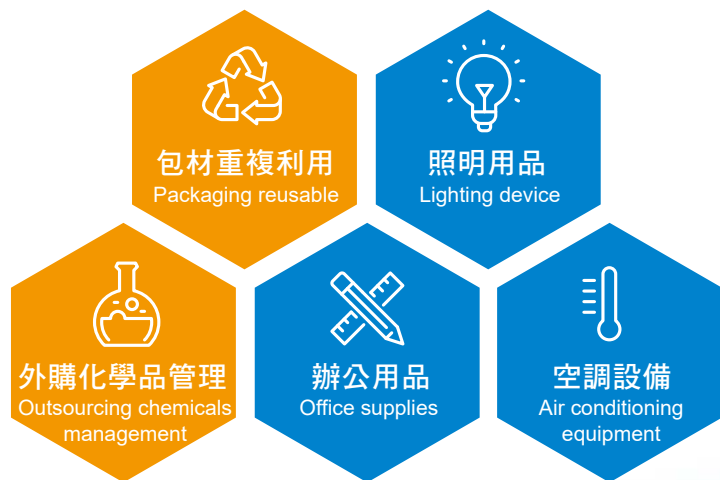 包材重複利用
Packaging reusable
照明用品
Lighting device
外購化學品管理
Outsourcing chemicals
management
辦公用品
Office supplies
空調設備
Air conditioning
equipment